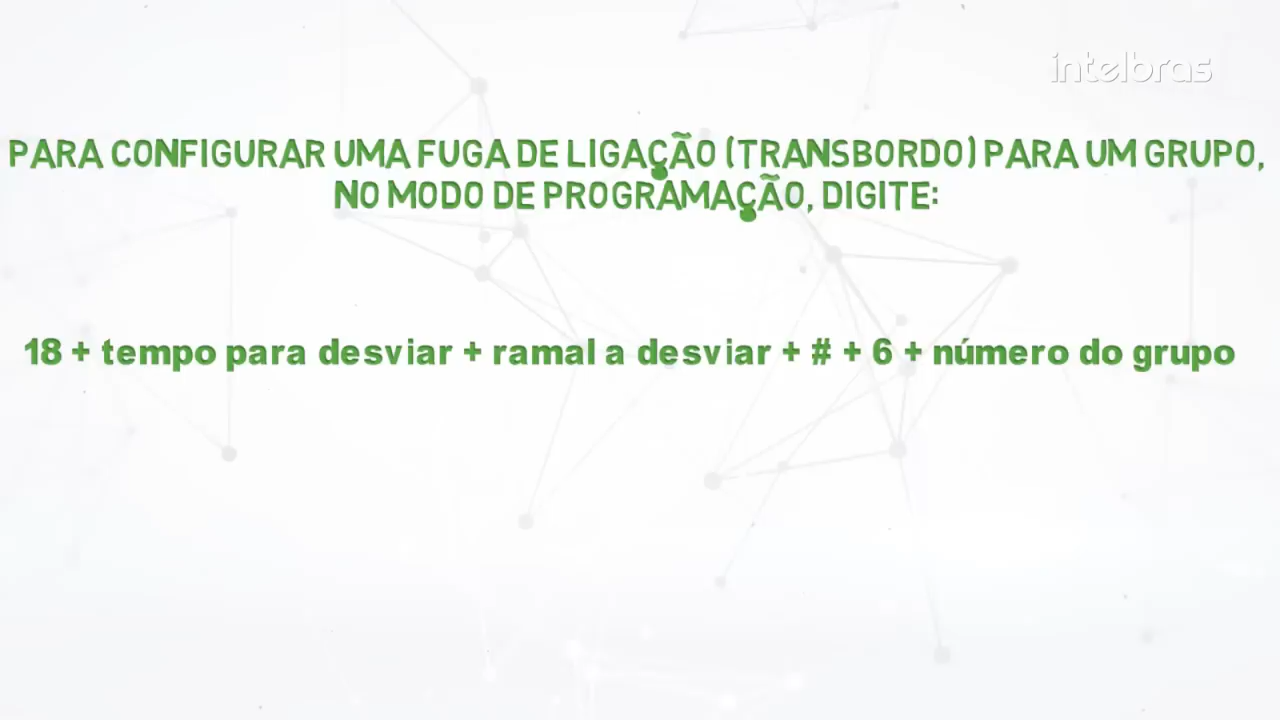 intelbras
PARA CONFIGURAR UMA FUGA DE LIGAÇÃO (TRANSBORDO) PARA UM GRUPO,
NO MODO DE PROGRAMAÇÃO, DIGITE:
18 + tempo para desviar + ramal a desviar + # + 6 + número do grupo